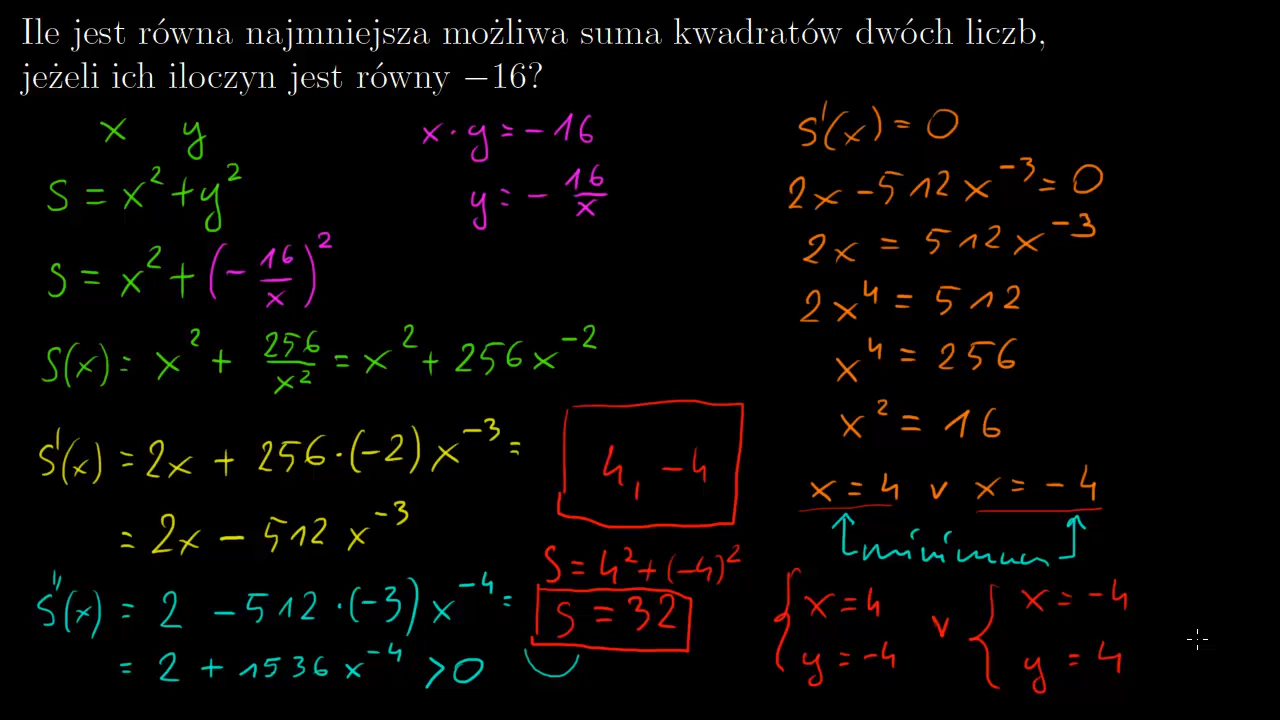 Ile jest równa najmniejsza możliwa suma kwadratów dwóch liczb,
jeżeli ich iloczyn jest równy −16?
x y
S = x² + y²
S = x² + (− 16/x)²
S(x) = x² + 256/x² = x² + 256x⁻²
S'(x) = 2x + 256·(−2)x⁻³ =
= 2x − 512x⁻³
S''(x) = 2 − 512·(−3)x⁻⁴ =
= 2 + 1536x⁻⁴ > 0
x · y = −16
y = − 16/x
4, −4
S = 4² + (−4)²
S = 32
S'(x) = 0
2x − 512x⁻³ = 0
2x = 512x⁻³
2x⁴ = 512
x⁴ = 256
x² = 16
x = 4 v x = −4
minimum
{ x = 4 v { x = −4
y = −4 y = 4